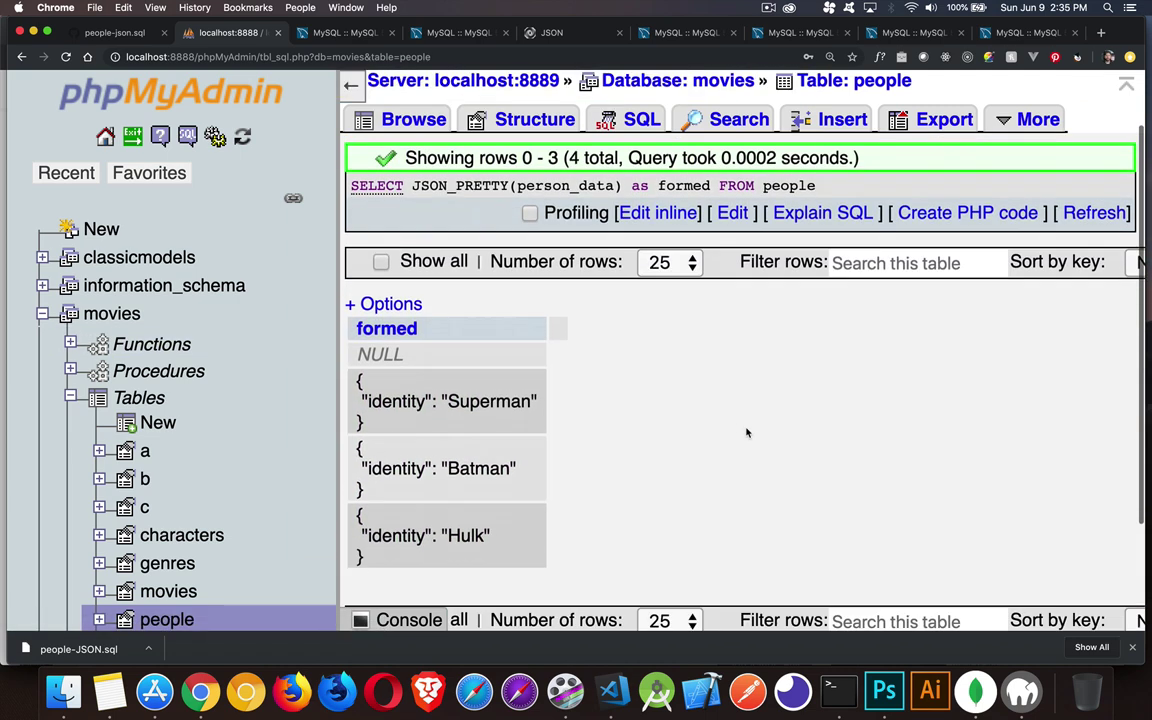 Chrome File Edit View History Bookmarks People Window Help 100% Sun Jun 9 2:35 PM
people-json.sql localhost:8888 / l MySQL :: MySQL MySQL :: MySQL JSON MySQL :: MySQL MySQL :: MySQL MySQL :: MySQL MySQL :: MySQL
localhost:8888/phpMyAdmin/tbl_sql.php?db=movies&table=people
phpMyAdmin
Recent Favorites
New
classicmodels
information_schema
movies
Functions
Procedures
Tables
New
a
b
c
characters
genres
movies
people
Server: localhost:8889 » Database: movies » Table: people
Browse Structure SQL Search Insert Export More
Showing rows 0 - 3 (4 total, Query took 0.0002 seconds.)
SELECT JSON_PRETTY(person_data) as formed FROM people
Profiling [Edit inline] [ Edit ] [ Explain SQL ] [ Create PHP code ] [ Refresh]
Show all | Number of rows: 25 Filter rows: Search this table Sort by key: N
+ Options
formed
NULL
{
"identity": "Superman"
}
{
"identity": "Batman"
}
{
"identity": "Hulk"
}
Console all | Number of rows: 25 Filter rows: Search this table Sort by key: N
people-JSON.sql Show All
Ps Ai